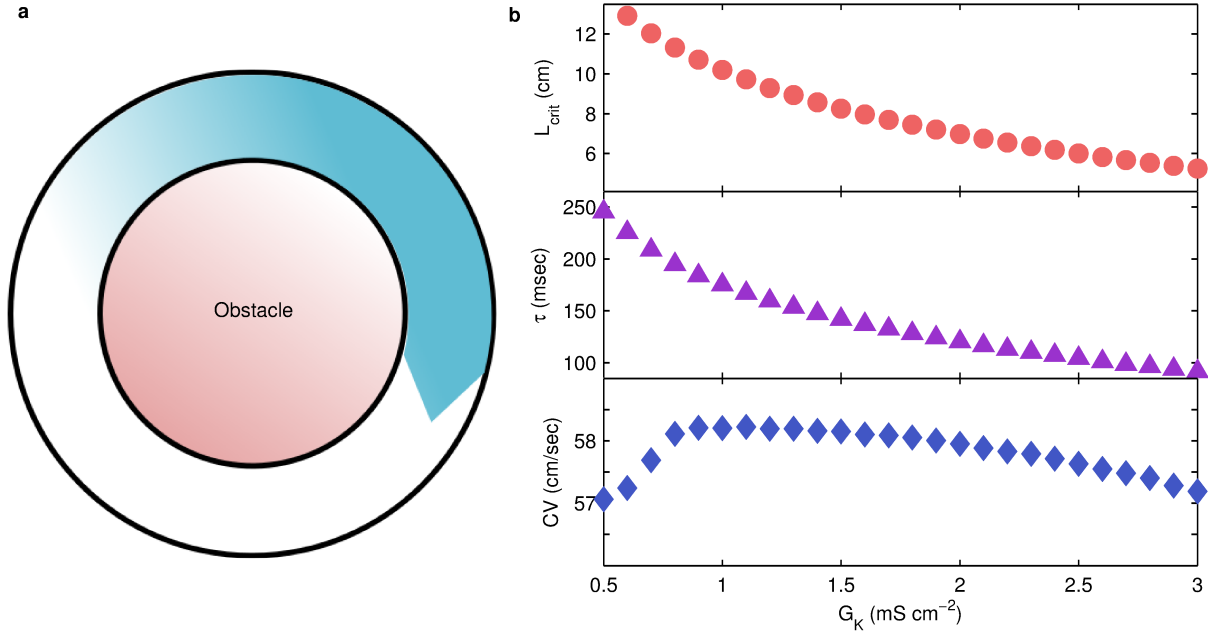 a
Obstacle
b
L_crit (cm)
12
10
8
6
τ (msec)
250
200
150
100
CV (cm/sec)
58
57
0.5 1 1.5 2 2.5 3
G_K (mS cm⁻²)